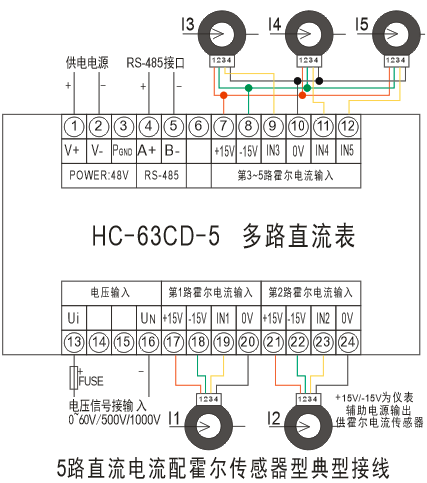 I3 I4 I5
1234 1234 1234
供电电源 RS-485接口
+ − + −
1 2 3 4 5 6 7 8 9 10 11 12
V+ V- PGND A+ B- +15V -15V IN3 0V IN4 IN5
POWER:48V RS-485 第3~5路霍尔电流输入
HC-63CD-5 多路直流表
电压输入 第1路霍尔电流输入 第2路霍尔电流输入
Ui UN +15V -15V IN1 0V +15V -15V IN2 0V
13 14 15 16 17 18 19 20 21 22 23 24
+ −
FUSE
1234 1234
电压信号接输入
0~60V/500V/1000V
I1 I2
+15V/-15V为仪表
辅助电源输出
供霍尔电流传感器
5路直流电流配霍尔传感器型典型接线